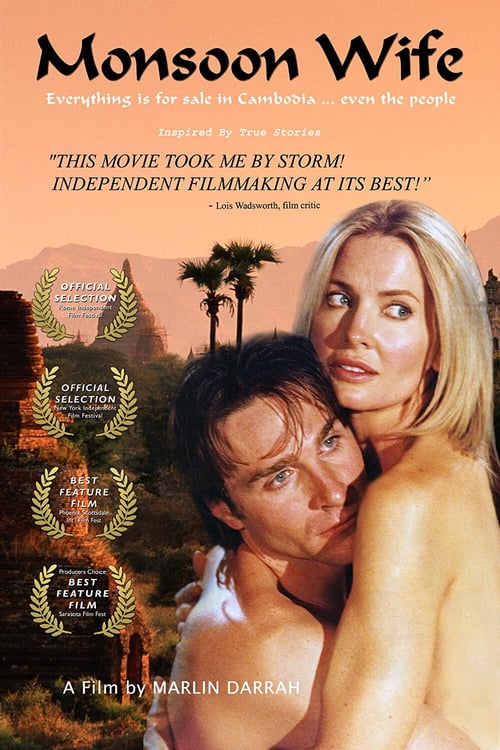 Monsoon Wife
Everything is for sale in Cambodia ... even the people
Inspired By True Stories
"THIS MOVIE TOOK ME BY STORM!
INDEPENDENT FILMMAKING AT ITS BEST!"
- Lois Wadsworth, film critic
OFFICIAL
SELECTION
Rome Independent
Film Festival
OFFICIAL
SELECTION
New York Independent
Film Festival
BEST
FEATURE
FILM
Phoenix Scottsdale
Int'l Film Fest
Producers Choice
BEST
FEATURE
FILM
Sarasota Film Fest
A Film by MARLIN DARRAH